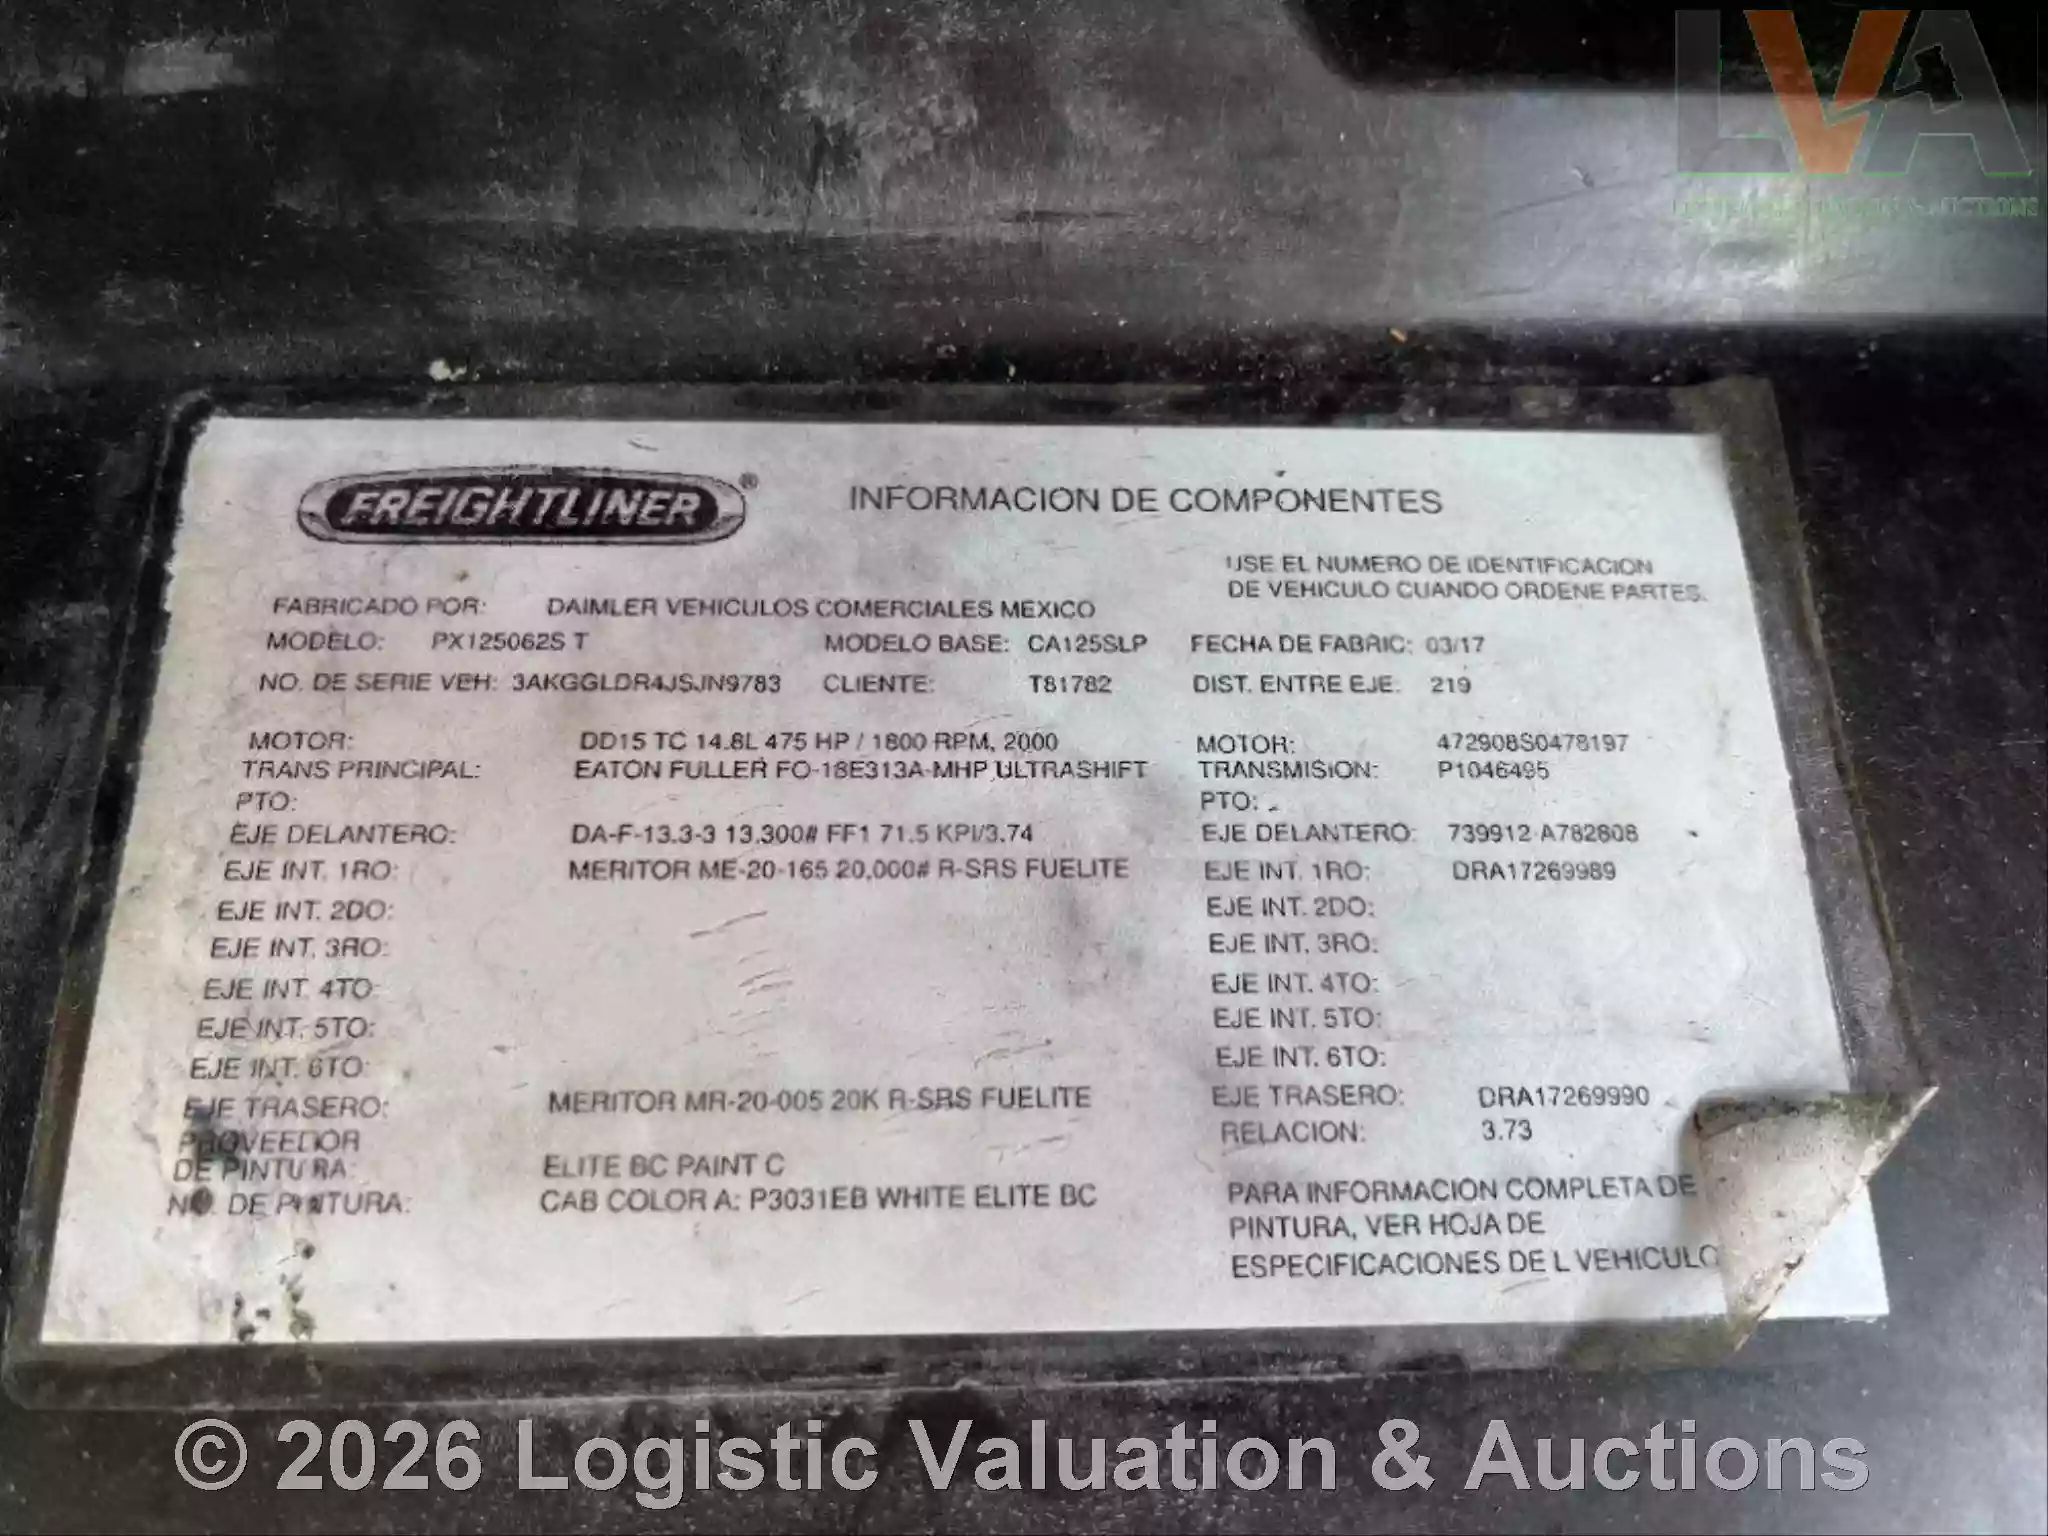 LVA
FREIGHTLINER®
INFORMACION DE COMPONENTES
USE EL NUMERO DE IDENTIFICACION
DE VEHICULO CUANDO ORDENE PARTES.
FABRICADO POR: DAIMLER VEHICULOS COMERCIALES MEXICO
MODELO: PX125062S T MODELO BASE: CA125SLP FECHA DE FABRIC: 03/17
NO. DE SERIE VEH: 3AKGGLDR4JSJN9783 CLIENTE: T81782 DIST. ENTRE EJE: 219
MOTOR: DD15 TC 14.8L 475 HP / 1800 RPM, 2000 MOTOR: 472908S0478197
TRANS PRINCIPAL: EATON FULLER FO-18E313A-MHP ULTRASHIFT TRANSMISION: P1046495
PTO: PTO:
EJE DELANTERO: DA-F-13.3-3 13,300# FF1 71.5 KPI/3.74 EJE DELANTERO: 739912 A782808
EJE INT. 1RO: MERITOR ME-20-165 20,000# R-SRS FUELITE EJE INT. 1RO: DRA17269989
EJE INT. 2DO: EJE INT. 2DO:
EJE INT. 3RO: EJE INT. 3RO:
EJE INT. 4TO: EJE INT. 4TO:
EJE INT. 5TO: EJE INT. 5TO:
EJE INT. 6TO: EJE INT. 6TO:
EJE TRASERO: MERITOR MR-20-005 20K R-SRS FUELITE EJE TRASERO: DRA17269990
PROVEEDOR RELACION: 3.73
DE PINTURA: ELITE BC PAINT C
NO. DE PINTURA: CAB COLOR A: P3031EB WHITE ELITE BC
PARA INFORMACION COMPLETA DE
PINTURA, VER HOJA DE
ESPECIFICACIONES DE L VEHICULO
© 2026 Logistic Valuation & Auctions